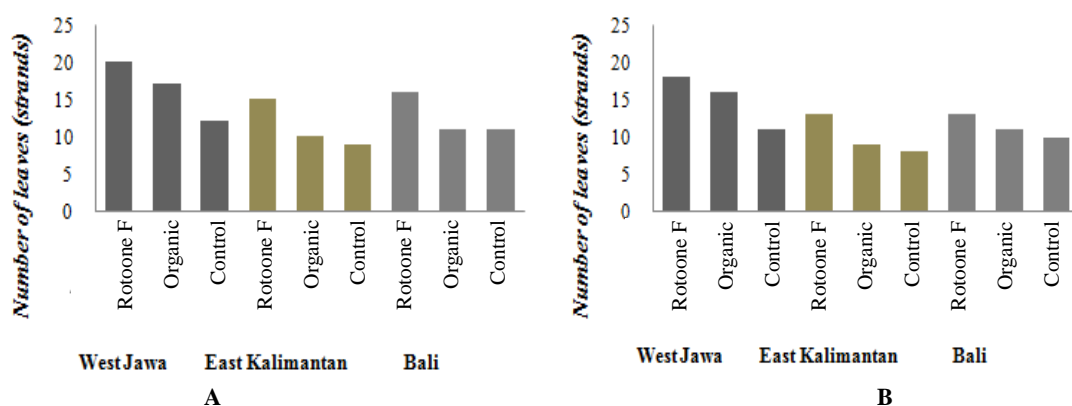 Number of leaves (strands)
25
20
15
10
5
0
Rotoone F
Organic
Control
Rotoone F
Organic
Control
Rotoone F
Organic
Control
West Jawa East Kalimantan Bali
A
Number of leaves (strands)
25
20
15
10
5
0
Rotoone F
Organic
Control
Rotoone F
Organic
Control
Rotoone F
Organic
Control
West Jawa East Kalimantan Bali
B